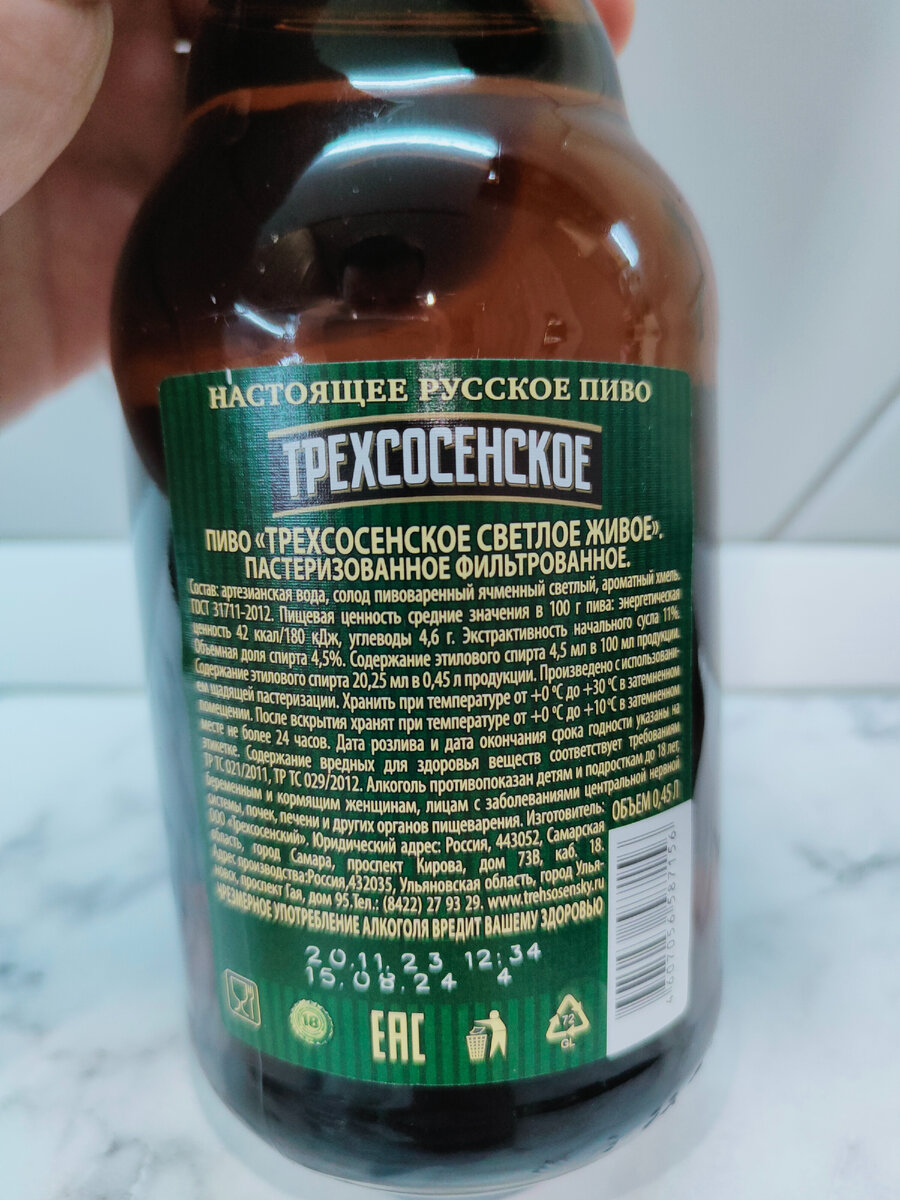 НАСТОЯЩЕЕ РУССКОЕ ПИВО
ТРЕХСОСЕНСКОЕ
ПИВО «ТРЕХСОСЕНСКОЕ СВЕТЛОЕ ЖИВОЕ».
ПАСТЕРИЗОВАННОЕ ФИЛЬТРОВАННОЕ.
Состав: артезианская вода, солод пивоваренный ячменный светлый, ароматный хмель.
ГОСТ 31711-2012. Пищевая ценность средние значения в 100 г пива: энергетическая
ценность 42 ккал/180 кДж, углеводы 4,6 г. Экстрактивность начального сусла 11%.
Объемная доля спирта 4,5%. Содержание этилового спирта 4,5 мл в 100 мл продукции.
Содержание этилового спирта 20,25 мл в 0,45 л продукции. Произведено с использовани-
ем щадящей пастеризации. Хранить при температуре от +0°С до +30°С в затемненном
помещении. После вскрытия хранят при температуре от +0°С до +10°С в затемненном
месте не более 24 часов. Дата розлива и дата окончания срока годности указаны на
этикетке. Содержание вредных для здоровья веществ соответствует требованиям
ТР ТС 021/2011, ТР ТС 029/2012. Алкоголь противопоказан детям и подросткам до 18 лет,
беременным и кормящим женщинам, лицам с заболеваниями центральной нервной
системы, почек, печени и других органов пищеварения. Изготовитель:
ООО «Трехсосенский», Юридический адрес: Россия, 443052, Самарская
область, город Самара, проспект Кирова, дом 73В, каб. 18.
Адрес производства:Россия,432035, Ульяновская область, город Улья-
новск, проспект Гая, дом 95.Тел.: (8422) 27 93 29. www.trehsosensky.ru
ЧРЕЗМЕРНОЕ УПОТРЕБЛЕНИЕ АЛКОГОЛЯ ВРЕДИТ ВАШЕМУ ЗДОРОВЬЮ
ОБЪЕМ 0,45 Л
4 607056 587156
20.11.23 12:34
15.08.24 4
18
ЕАС
72
GL